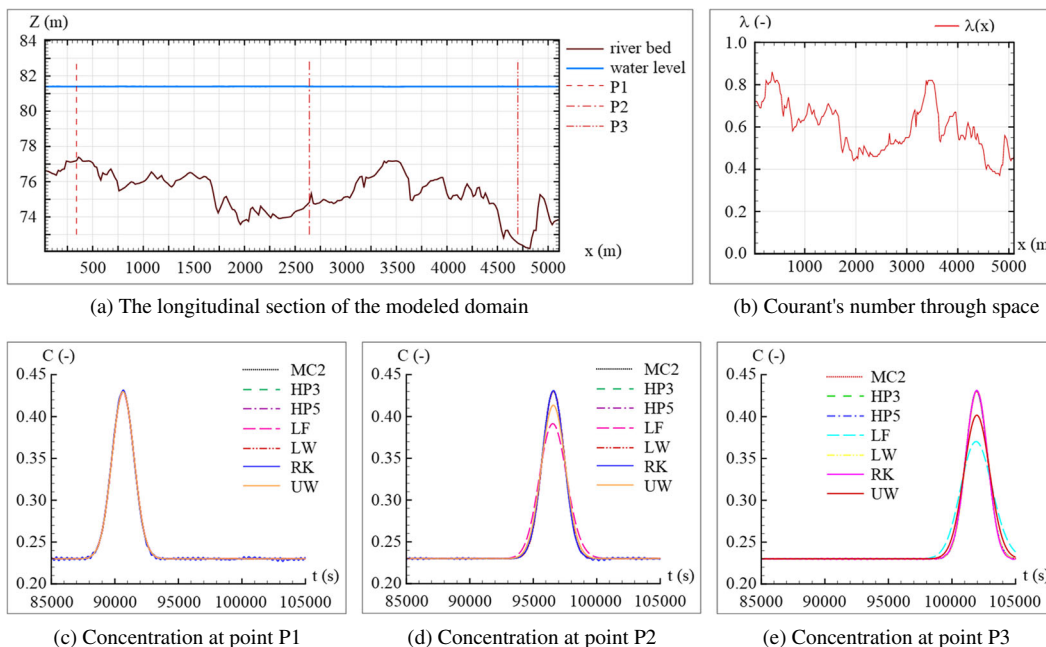 Z (m)
84
82
80
78
76
74
500 1000 1500 2000 2500 3000 3500 4000 4500 5000
x (m)
river bed
water level
P1
P2
P3
(a) The longitudinal section of the modeled domain
λ (-)
λ(x)
1.0
0.8
0.6
0.4
0.2
0.0
1000 2000 3000 4000 5000
x (m
(b) Courant's number through space
C (-)
0.45
0.40
0.35
0.30
0.25
0.20
MC2
HP3
HP5
LF
LW
RK
UW
t (s)
85000 90000 95000 100000 105000
(c) Concentration at point P1
C (-)
0.45
0.40
0.35
0.30
0.25
0.20
MC2
HP3
HP5
LF
LW
RK
UW
t (s)
85000 90000 95000 100000 105000
(d) Concentration at point P2
C (-)
0.45
0.40
0.35
0.30
0.25
0.20
MC2
HP3
HP5
LF
LW
RK
UW
t (s)
85000 90000 95000 100000 105000
(e) Concentration at point P3